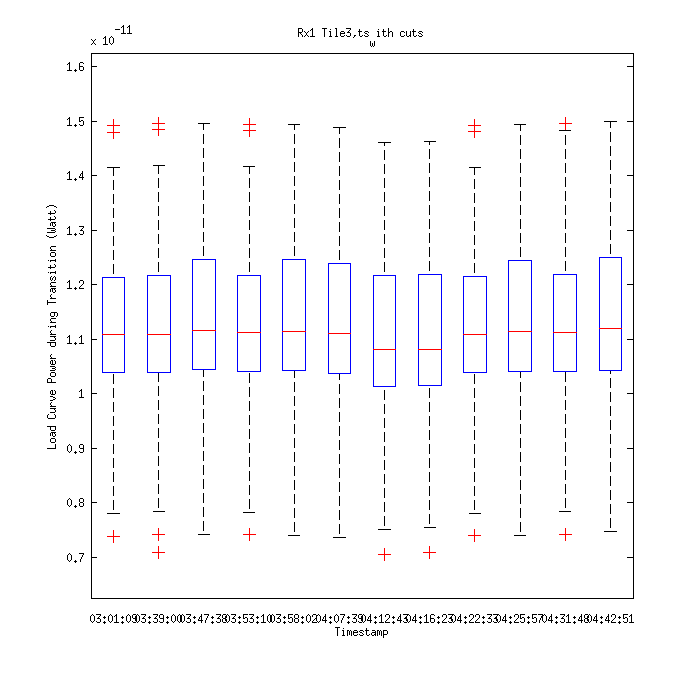 Rx1 Tile3,ts ith cuts
w
x 10^-11
1.6
1.5
1.4
1.3
1.2
1.1
1
0.9
0.8
0.7
Load Curve Power during Transition (Watt)
03:01:09 03:39:00 03:47:38 03:53:10 03:58:02 04:07:39 04:12:43 04:16:23 04:22:33 04:25:57 04:31:48 04:42:51
Timestamp